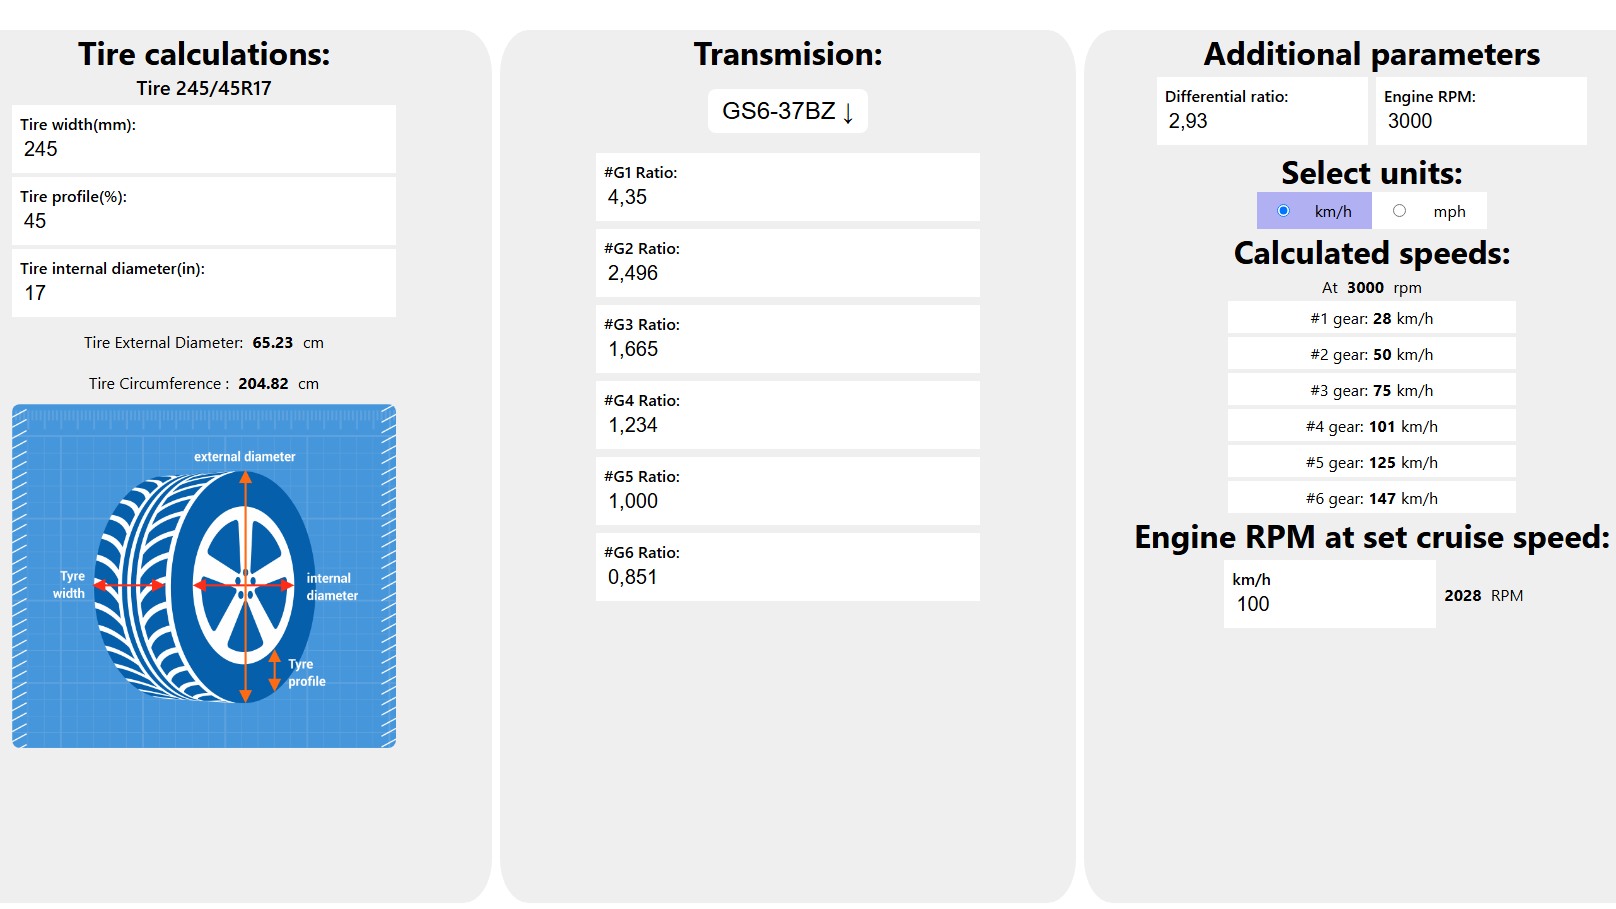 Tire calculations:
Tire 245/45R17
Tire width(mm):
245
Tire profile(%):
45
Tire internal diameter(in):
17
Tire External Diameter: 65.23 cm
Tire Circumference : 204.82 cm
external diameter
Tyre
width
internal
diameter
Tyre
profile
Transmision:
GS6-37BZ ↓
#G1 Ratio:
4,35
#G2 Ratio:
2,496
#G3 Ratio:
1,665
#G4 Ratio:
1,234
#G5 Ratio:
1,000
#G6 Ratio:
0,851
Additional parameters
Differential ratio:
2,93
Engine RPM:
3000
Select units:
km/h mph
Calculated speeds:
At 3000 rpm
#1 gear: 28 km/h
#2 gear: 50 km/h
#3 gear: 75 km/h
#4 gear: 101 km/h
#5 gear: 125 km/h
#6 gear: 147 km/h
Engine RPM at set cruise speed:
km/h
100
2028 RPM